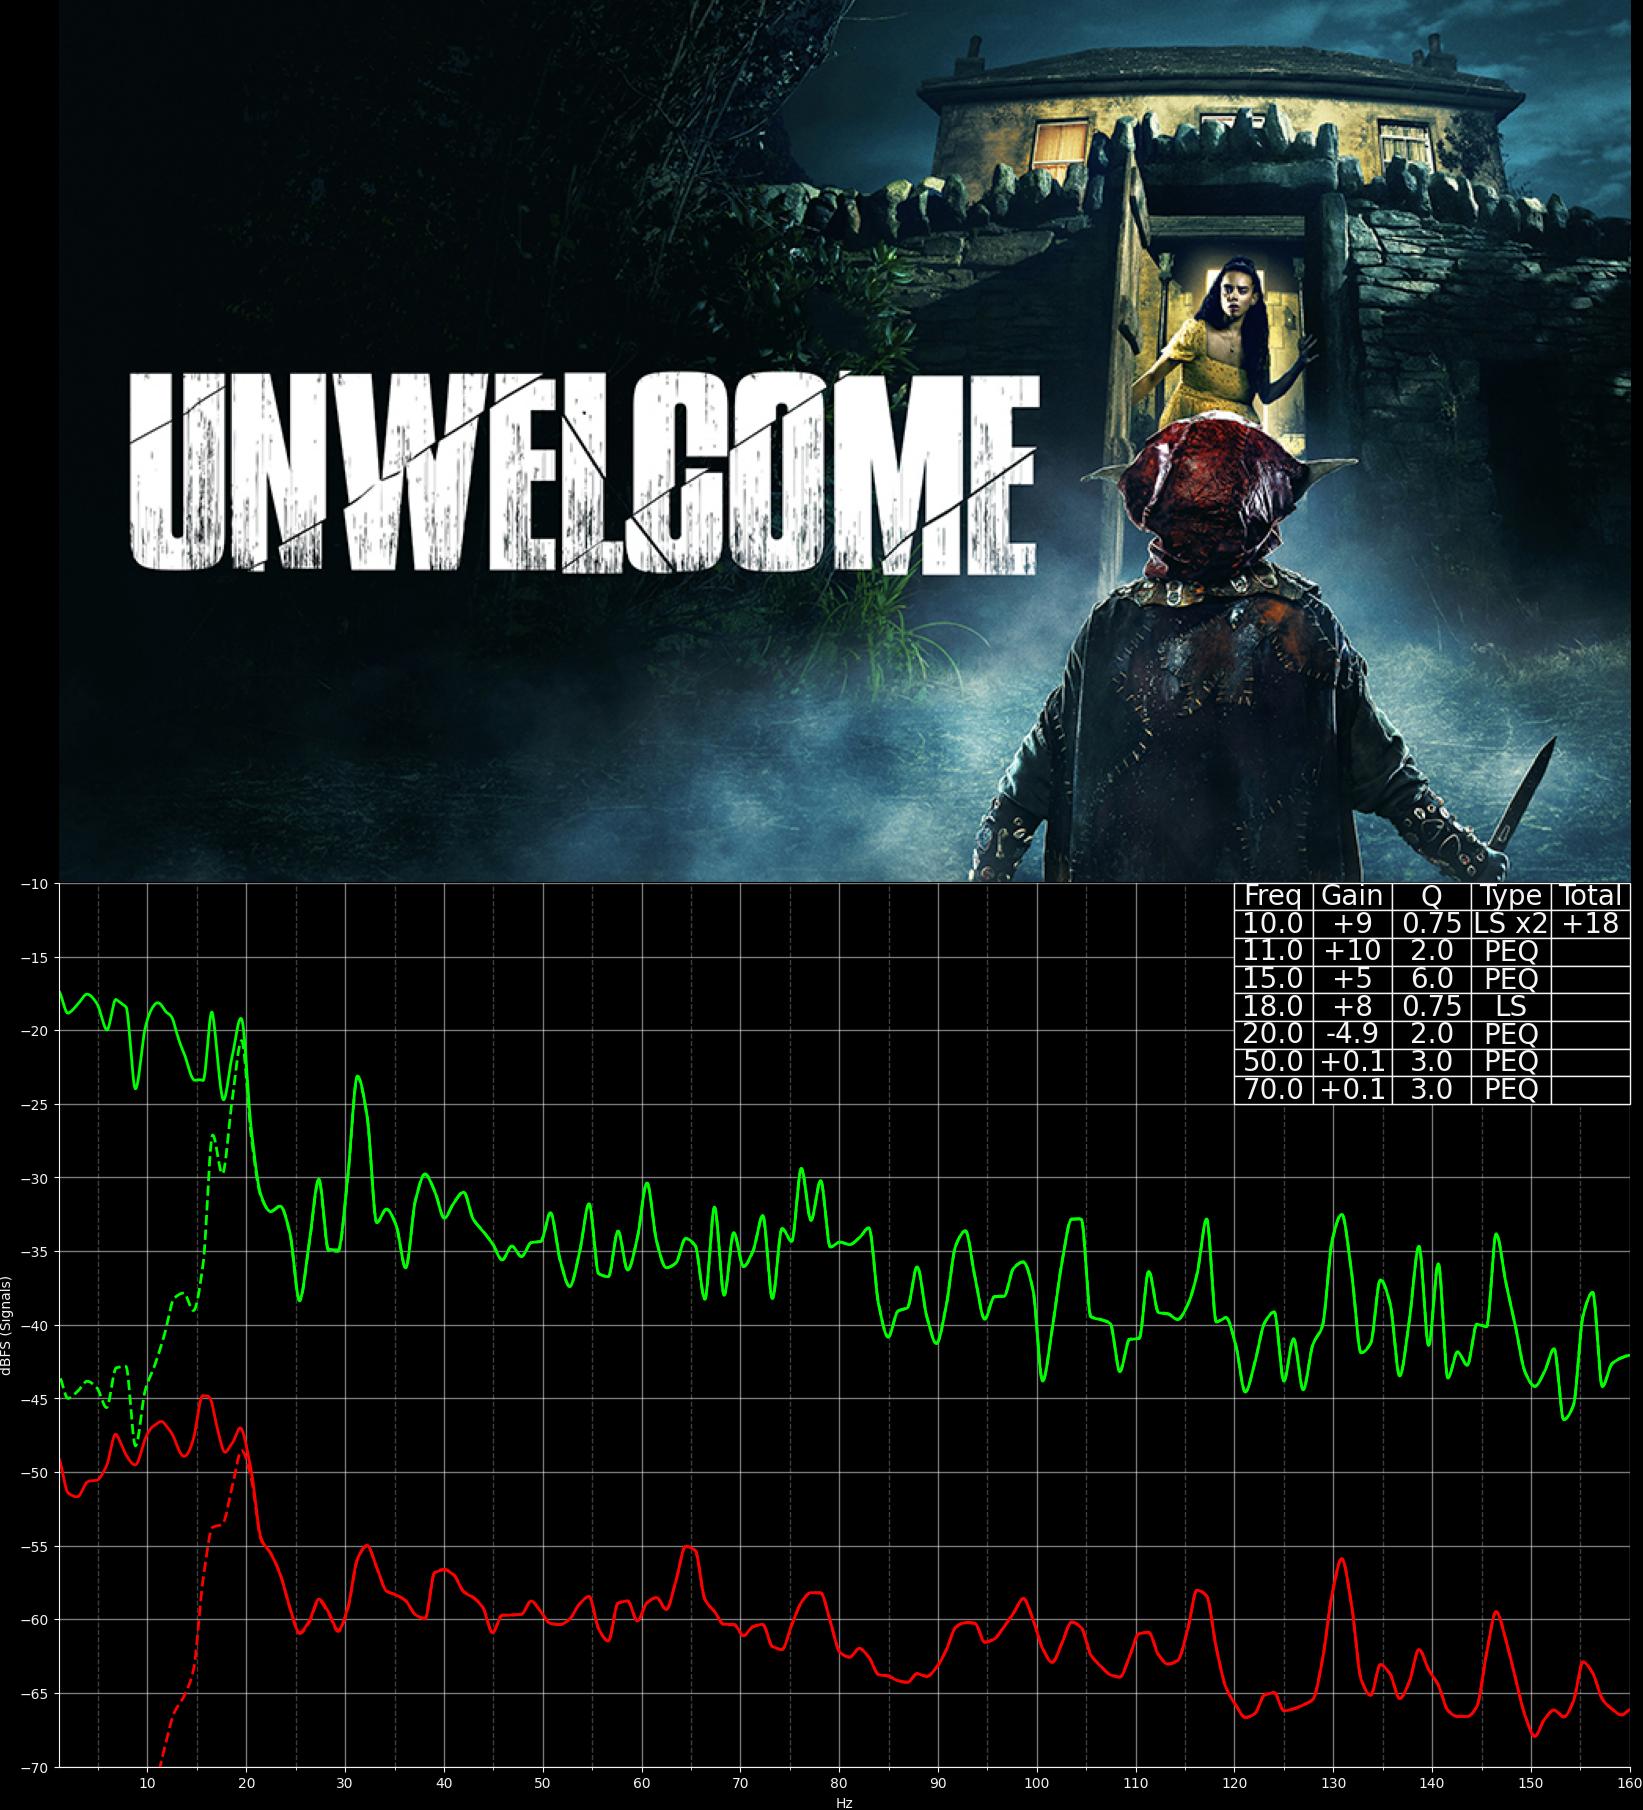 UNWELCOME
Freq Gain Q Type Total
10.0 +9 0.75 LS x2 +18
11.0 +10 2.0 PEQ
15.0 +5 6.0 PEQ
18.0 +8 0.75 LS
20.0 -4.9 2.0 PEQ
50.0 +0.1 3.0 PEQ
70.0 +0.1 3.0 PEQ
−10
−15
−20
−25
−30
−35
−40
−45
−50
−55
−60
−65
−70
dBFS (Signals)
10 20 30 40 50 60 70 80 90 100 110 120 130 140 150 160
Hz